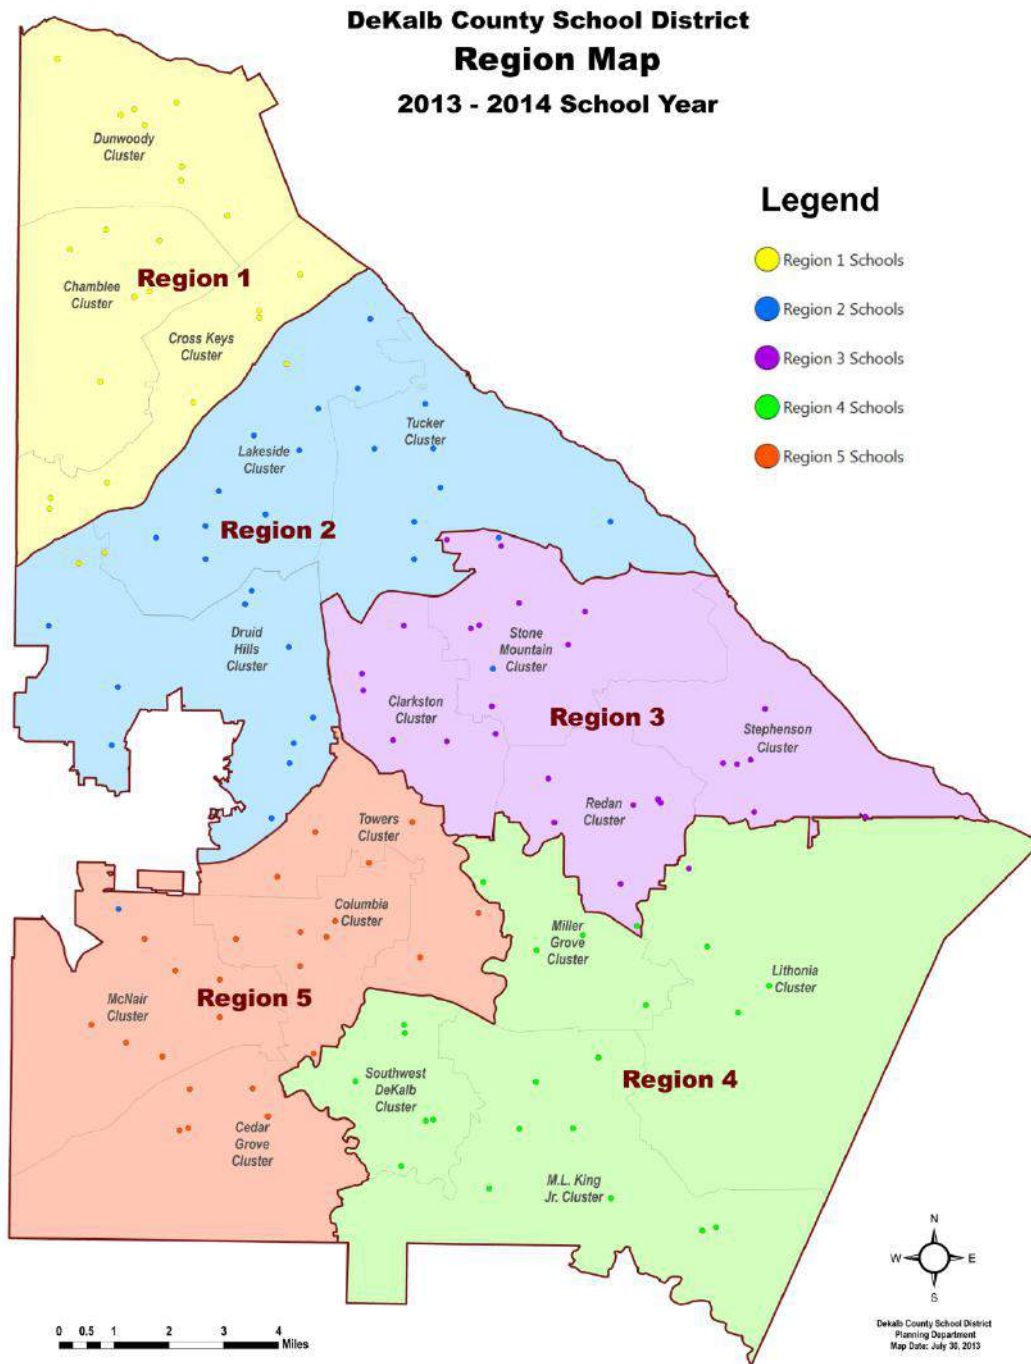 DeKalb County School District
Region Map
2013 - 2014 School Year
Legend
Region 1 Schools
Region 2 Schools
Region 3 Schools
Region 4 Schools
Region 5 Schools
Dunwoody
Cluster
Region 1
Chamblee
Cluster
Cross Keys
Cluster
Tucker
Cluster
Lakeside
Cluster
Region 2
Druid
Hills
Cluster
Stone
Mountain
Cluster
Clarkston
Cluster
Region 3
Stephenson
Cluster
Redan
Cluster
Towers
Cluster
Columbia
Cluster
Miller
Grove
Cluster
Lithonia
Cluster
McNair
Cluster
Region 5
Southwest
DeKalb
Cluster
Region 4
Cedar
Grove
Cluster
M.L. King
Jr. Cluster
N
W
E
S
0 0.5 1 2 3 4
Miles
Dekalb County School District
Planning Department
Map Date: July 30, 2013